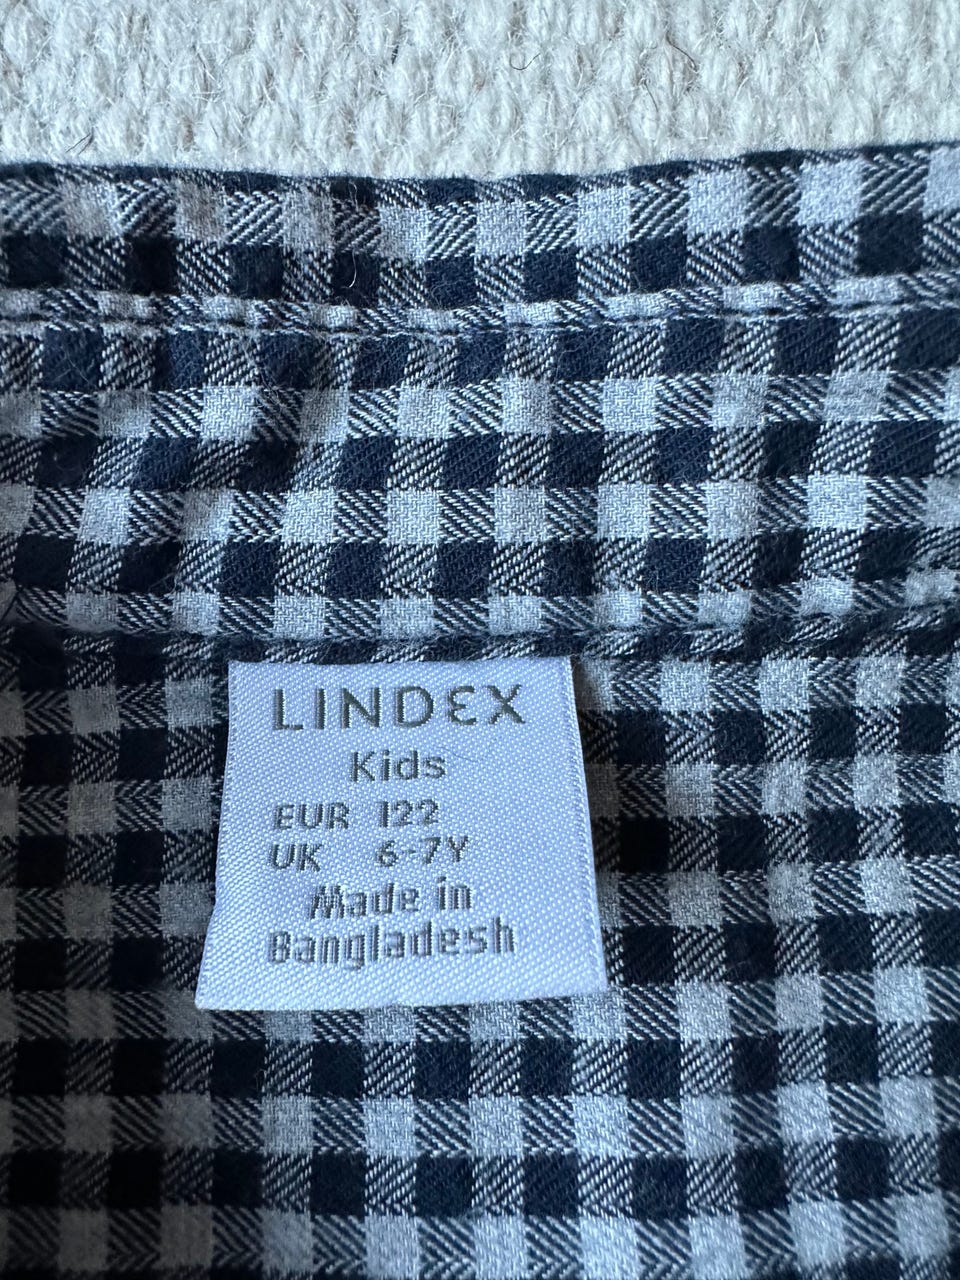 LINDEX
Kids
EUR 122
UK 6-7Y
Made in
Bangladesh